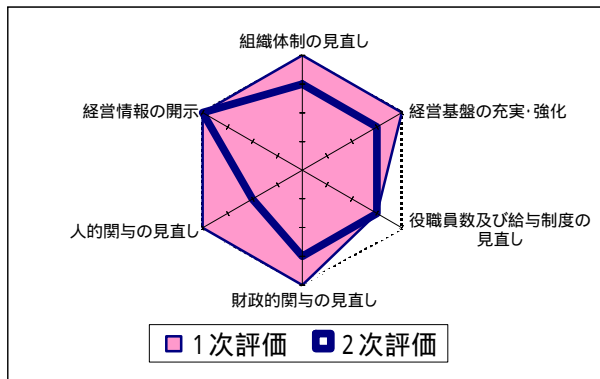 組織体制の見直し
経営情報の開示
経営基盤の充実･強化
人的関与の見直し
役職員数及び給与制度の
見直し
財政的関与の見直し
1次評価 2次評価